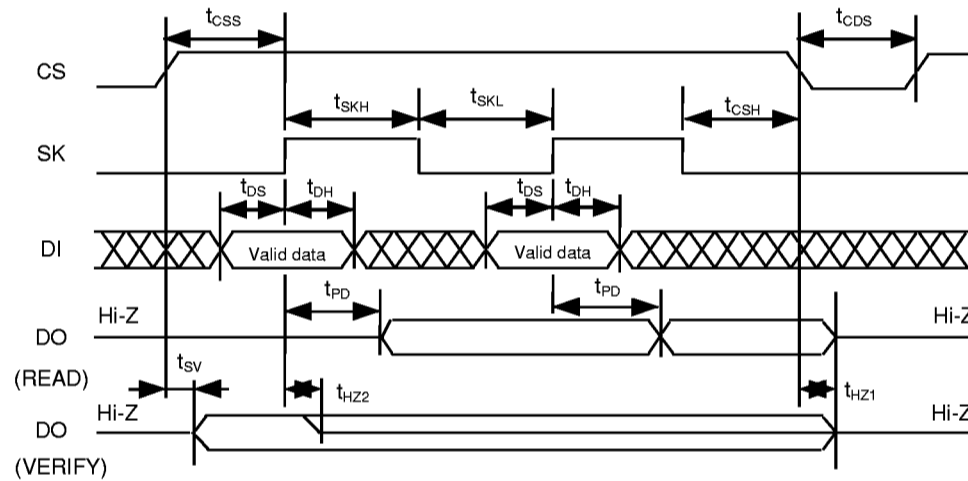 tCSS tCDS
CS
tSKH tSKL tCSH
SK
tDS tDH tDS tDH
DI Valid data Valid data
tPD tPD
Hi-Z Hi-Z
DO
(READ)
tSV tHZ2 tHZ1
Hi-Z Hi-Z
DO
(VERIFY)